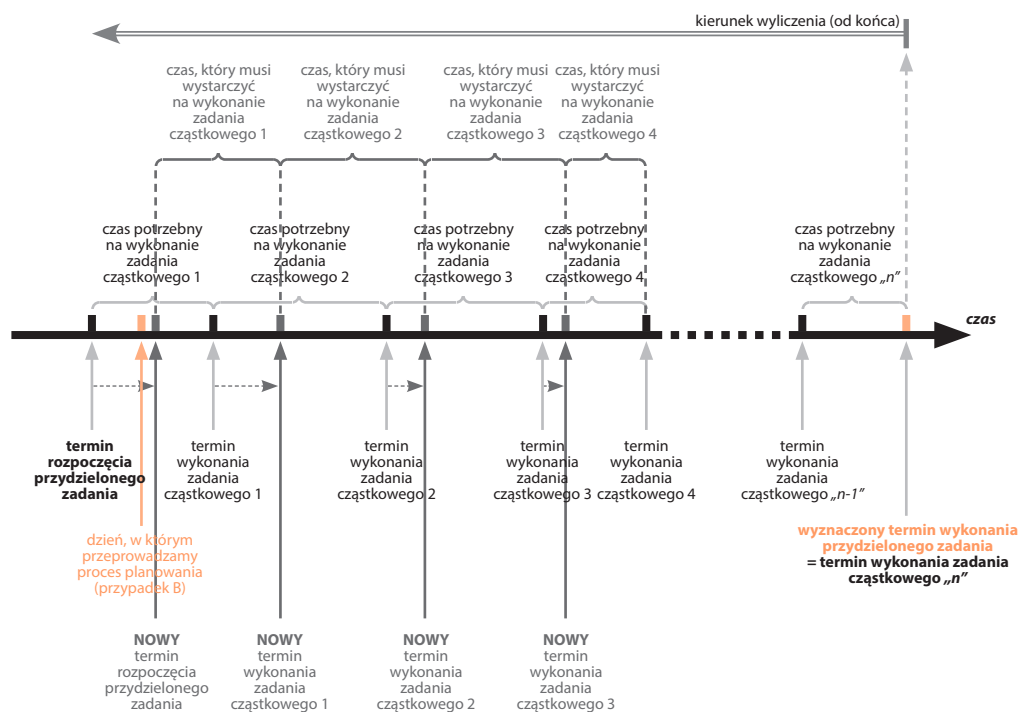 kierunek wyliczenia (od końca)
czas, który musi
wystarczyć
na wykonanie
zadania
cząstkowego 1
czas, który musi
wystarczyć
na wykonanie
zadania
cząstkowego 2
czas, który musi
wystarczyć
na wykonanie
zadania
cząstkowego 3
czas, który musi
wystarczyć
na wykonanie
zadania
cząstkowego 4
czas potrzebny
na wykonanie
zadania
cząstkowego 1
czas potrzebny
na wykonanie
zadania
cząstkowego 2
czas potrzebny
na wykonanie
zadania
cząstkowego 3
czas potrzebny
na wykonanie
zadania
cząstkowego 4
czas potrzebny
na wykonanie
zadania
cząstkowego „n”
czas
termin
rozpoczęcia
przydzielonego
zadania
termin
wykonania
zadania
cząstkowego 1
termin
wykonania
zadania
cząstkowego 2
termin
wykonania
zadania
cząstkowego 3
termin
wykonania
zadania
cząstkowego 4
termin
wykonania
zadania
cząstkowego „n-1”
dzień, w którym
przeprowadzamy
proces planowania
(przypadek B)
wyznaczony termin wykonania
przydzielonego zadania
= termin wykonania zadania
cząstkowego „n”
NOWY
termin
rozpoczęcia
przydzielonego
zadania
NOWY
termin
wykonania
zadania
cząstkowego 1
NOWY
termin
wykonania
zadania
cząstkowego 2
NOWY
termin
wykonania
zadania
cząstkowego 3